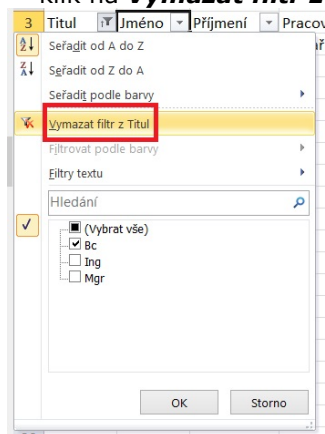 Klik na Vymazat filtr z
3 Titul Jméno Příjmení Pracov
Seřadit od A do Z
Seřadit od Z do A
Seřadit podle barvy
Vymazat filtr z Titul
Filtrovat podle barvy
Filtry textu
Hledání
(Vybrat vše)
Bc
Ing
Mgr
OK Storno